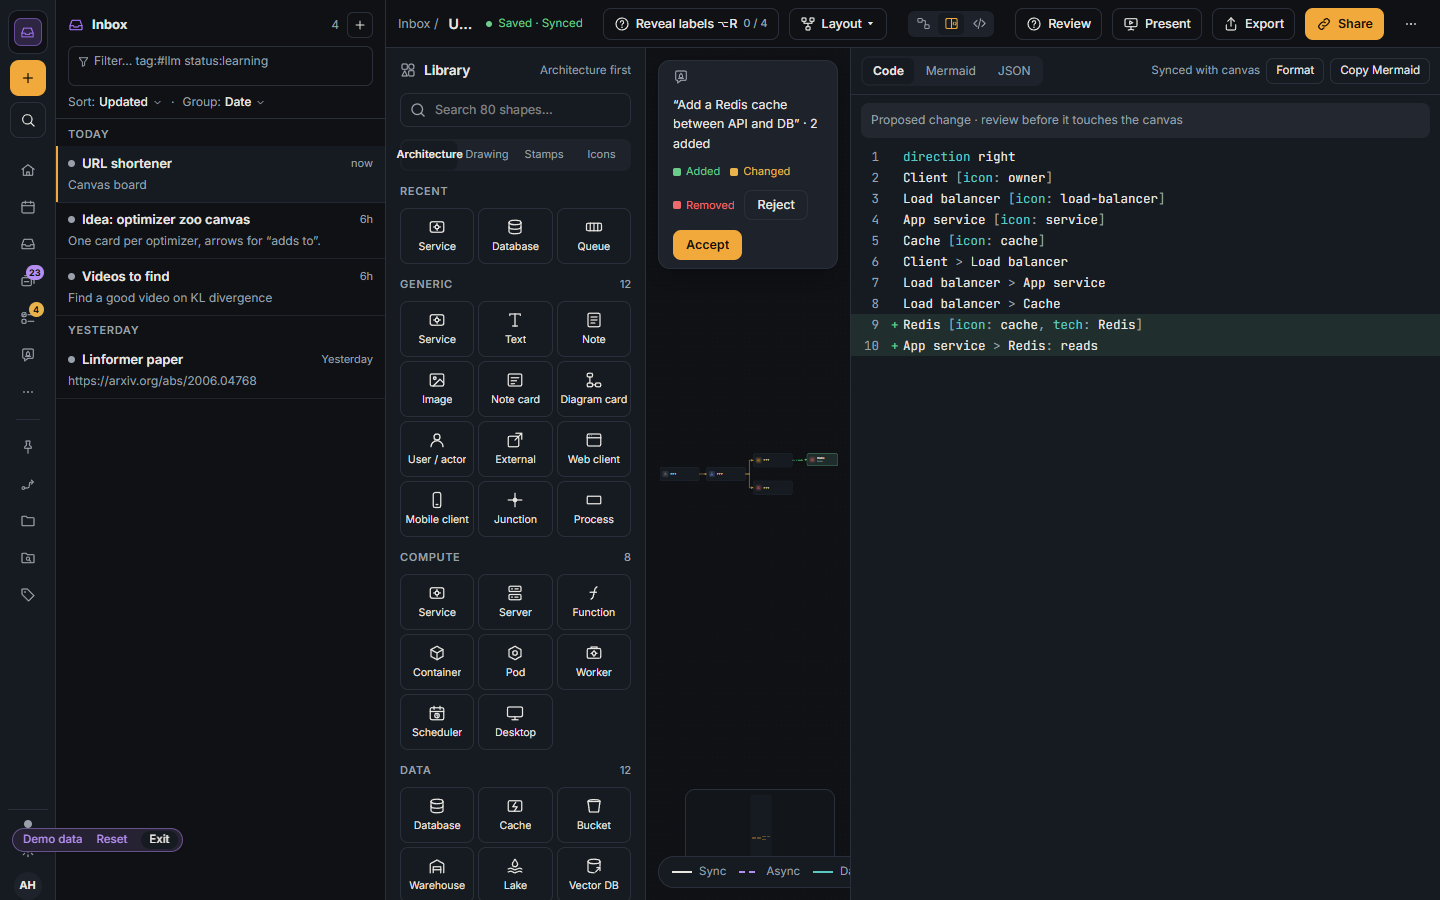 Inbox
4
Filter... tag:#llm status:learning
Sort: Updated · Group: Date
TODAY
URL shortener now
Canvas board
Idea: optimizer zoo canvas 6h
One card per optimizer, arrows for “adds to”.
Videos to find 6h
Find a good video on KL divergence
YESTERDAY
Linformer paper Yesterday
https://arxiv.org/abs/2006.04768
23
4
Demo data Reset Exit
AH
Inbox / U... Saved · Synced
Reveal labels ⌥R 0 / 4
Layout
Review
Present
Export
Share
Library Architecture first
Search 80 shapes...
Architecture Drawing Stamps Icons
RECENT
Service Database Queue
GENERIC 12
Service Text Note
Image Note card Diagram card
User / actor External Web client
Mobile client Junction Process
COMPUTE 8
Service Server Function
Container Pod Worker
Scheduler Desktop
DATA 12
Database Cache Bucket
Warehouse Lake Vector DB
“Add a Redis cache
between API and DB” · 2
added
Added Changed
Removed Reject
Accept
Sync Async Da
Code Mermaid JSON
Synced with canvas Format Copy Mermaid
Proposed change · review before it touches the canvas
1 direction right
2 Client [icon: owner]
3 Load balancer [icon: load-balancer]
4 App service [icon: service]
5 Cache [icon: cache]
6 Client > Load balancer
7 Load balancer > App service
8 Load balancer > Cache
9 + Redis [icon: cache, tech: Redis]
10 + App service > Redis: reads